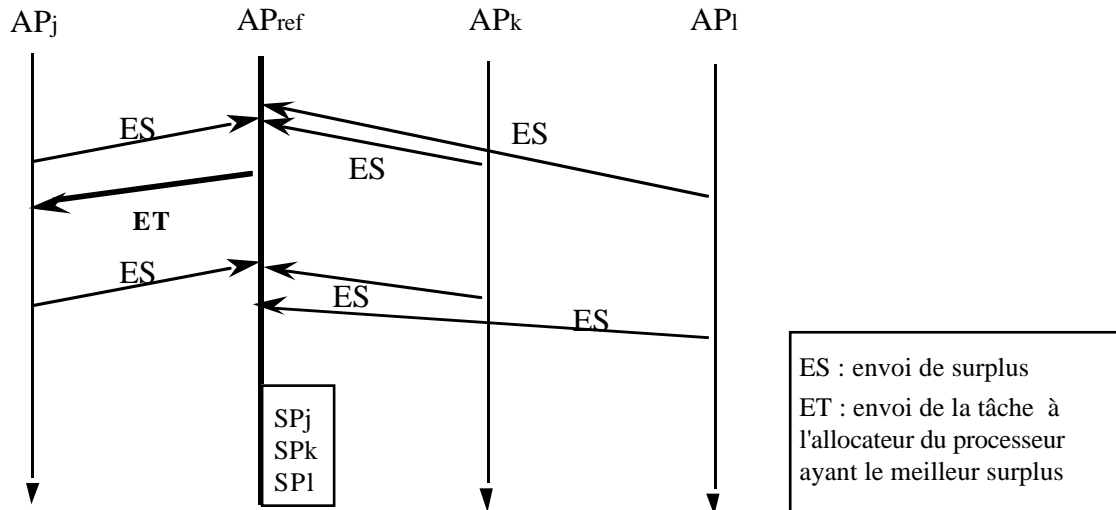 APj
APref
APk
APl
ES
ES
ES
ET
ES
ES
ES
SPj
SPk
SPl
ES : envoi de surplus
ET : envoi de la tâche à
l'allocateur du processeur
ayant le meilleur surplus